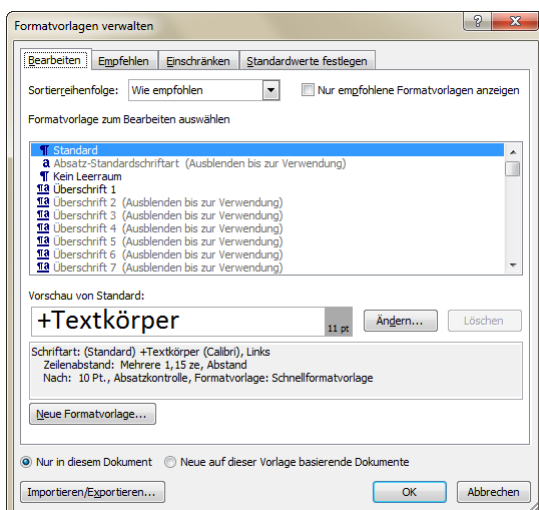 Formatvorlagen verwalten
Bearbeiten Empfehlen Einschränken Standardwerte festlegen
Sortierreihenfolge: Wie empfohlen Nur empfohlene Formatvorlagen anzeigen
Formatvorlage zum Bearbeiten auswählen
¶ Standard
a Absatz-Standardschriftart (Ausblenden bis zur Verwendung)
¶ Kein Leerraum
¶a Überschrift 1
¶a Überschrift 2 (Ausblenden bis zur Verwendung)
¶a Überschrift 3 (Ausblenden bis zur Verwendung)
¶a Überschrift 4 (Ausblenden bis zur Verwendung)
¶a Überschrift 5 (Ausblenden bis zur Verwendung)
¶a Überschrift 6 (Ausblenden bis zur Verwendung)
¶a Überschrift 7 (Ausblenden bis zur Verwendung)
Vorschau von Standard:
+Textkörper 11 pt Ändern... Löschen
Schriftart: (Standard) +Textkörper (Calibri), Links
Zeilenabstand: Mehrere 1,15 ze, Abstand
Nach: 10 Pt., Absatzkontrolle, Formatvorlage: Schnellformatvorlage
Neue Formatvorlage...
Nur in diesem Dokument Neue auf dieser Vorlage basierende Dokumente
Importieren/Exportieren... OK Abbrechen